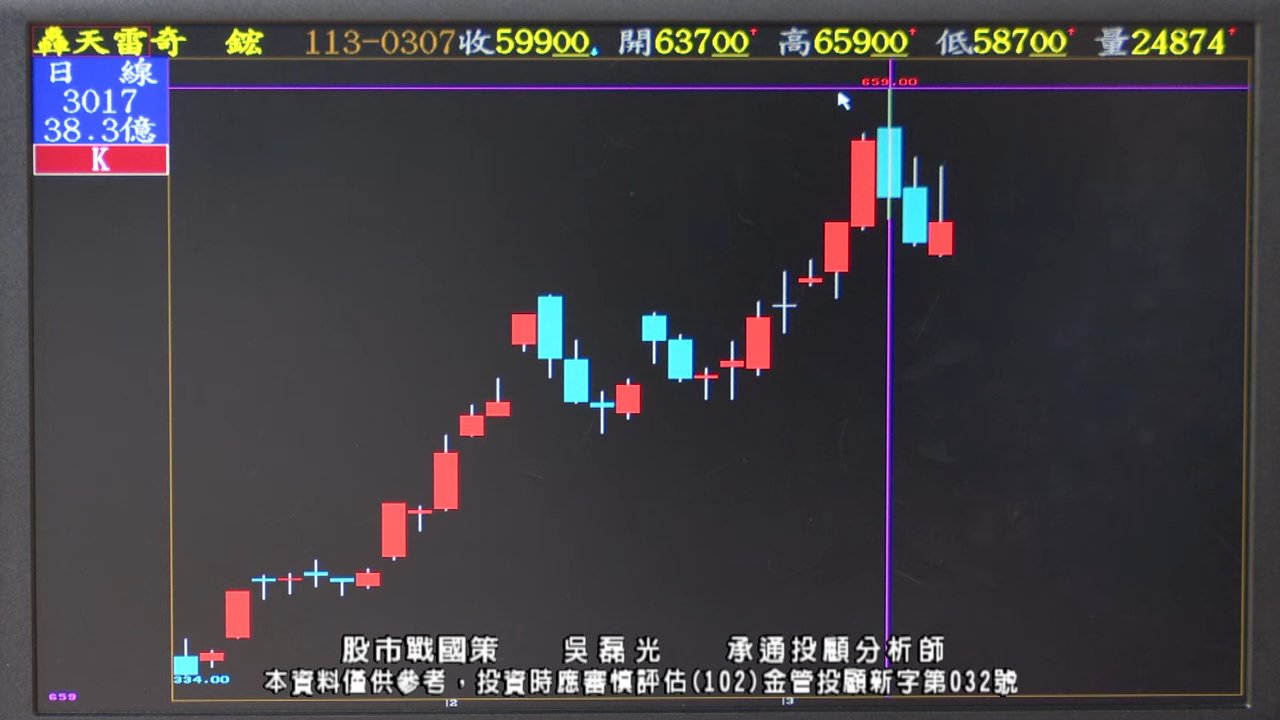 轟天雷奇 鋐 113-0307收59900 開63700 高65900 低58700 量24874
日 線
3017
38.3億
K
659.00
334.00
659
2
3
股市戰國策 吳磊光 承通投顧分析師
本資料僅供參考，投資時應審慎評估(102)金管投顧新字第032號